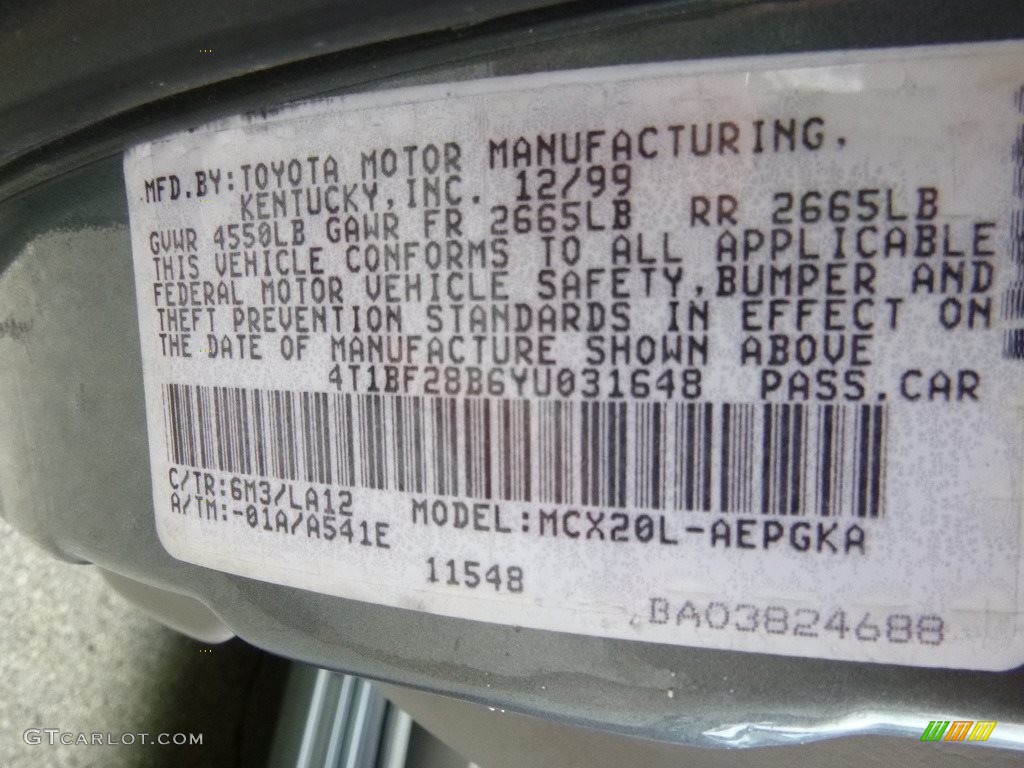 MFD.BY:TOYOTA MOTOR MANUFACTURING,
KENTUCKY,INC. 12/99
GVWR 4550LB GAWR FR 2665LB RR 2665LB
THIS VEHICLE CONFORMS TO ALL APPLICABLE
FEDERAL MOTOR VEHICLE SAFETY,BUMPER AND
THEFT PREVENTION STANDARDS IN EFFECT ON
THE DATE OF MANUFACTURE SHOWN ABOVE
4T1BF28B6YU031648 PASS.CAR
C/TR:6M3/LA12
A/TM:-01A/A541E MODEL:MCX20L-AEPGKA
11548
BA03824688
GTCARLOT.COM